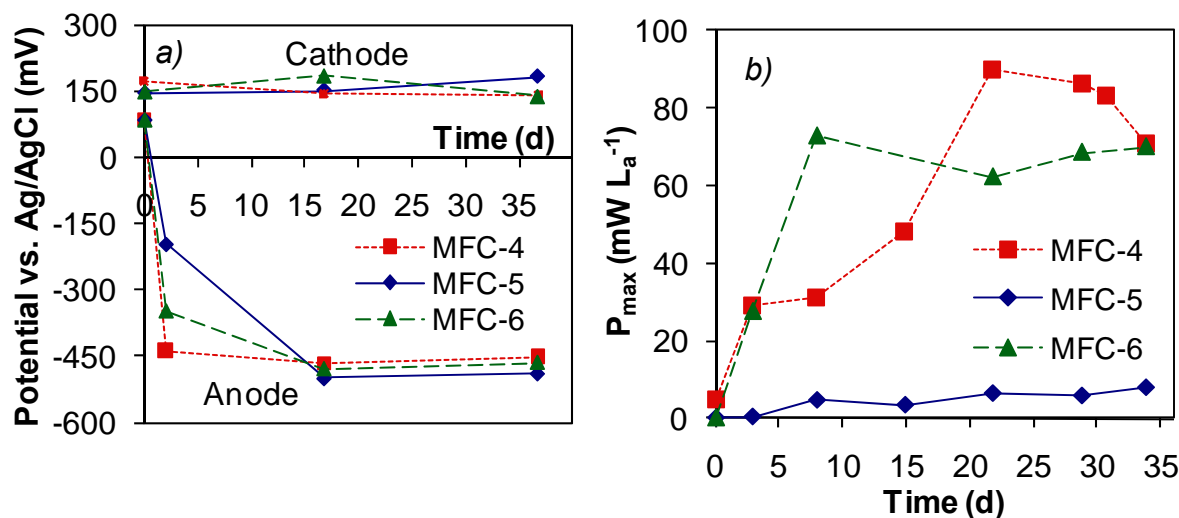 a)
Cathode
Potential vs. Ag/AgCl (mV)
300
150
0
-150
-300
-450
-600
Time (d)
0 5 10 15 20 25 30 35
MFC-4
MFC-5
MFC-6
Anode
b)
P_max (mW L_a^-1)
100
80
60
40
20
0
MFC-4
MFC-5
MFC-6
0 5 10 15 20 25 30 35
Time (d)